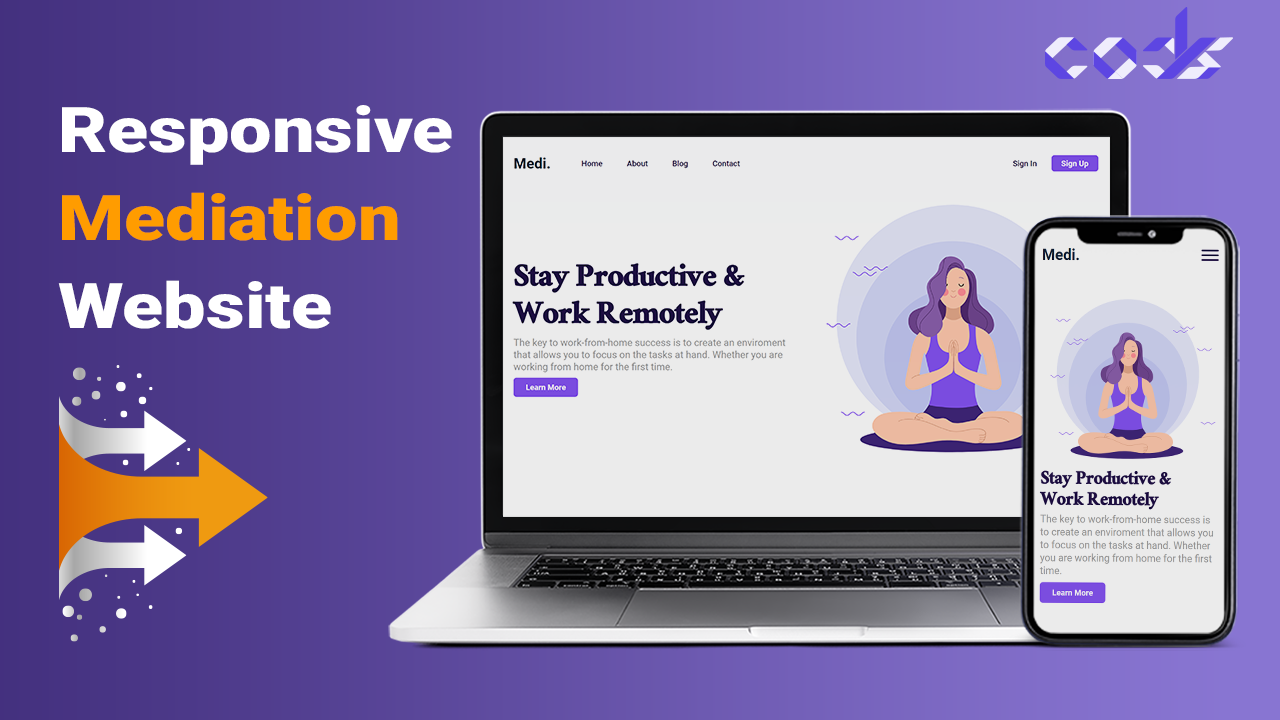 cods
Responsive
Mediation
Website
Medi.
Home
About
Blog
Contact
Sign In
Sign Up
Stay Productive &
Work Remotely
The key to work-from-home success is to create an enviroment
that allows you to focus on the tasks at hand. Whether you are
working from home for the first time.
Learn More
Medi.
Stay Productive &
Work Remotely
The key to work-from-home success is
to create an enviroment that allows you
to focus on the tasks at hand. Whether
you are working from home for the first
time.
Learn More